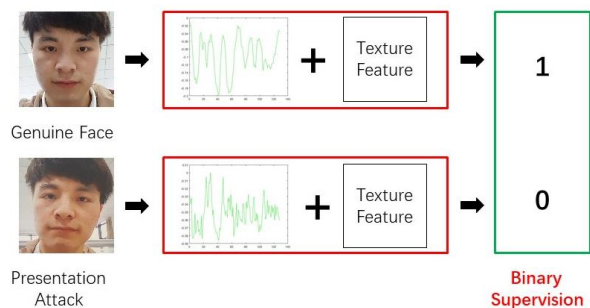 Texture
Feature
1
Genuine Face
Texture
Feature
0
Presentation
Attack
Binary
Supervision